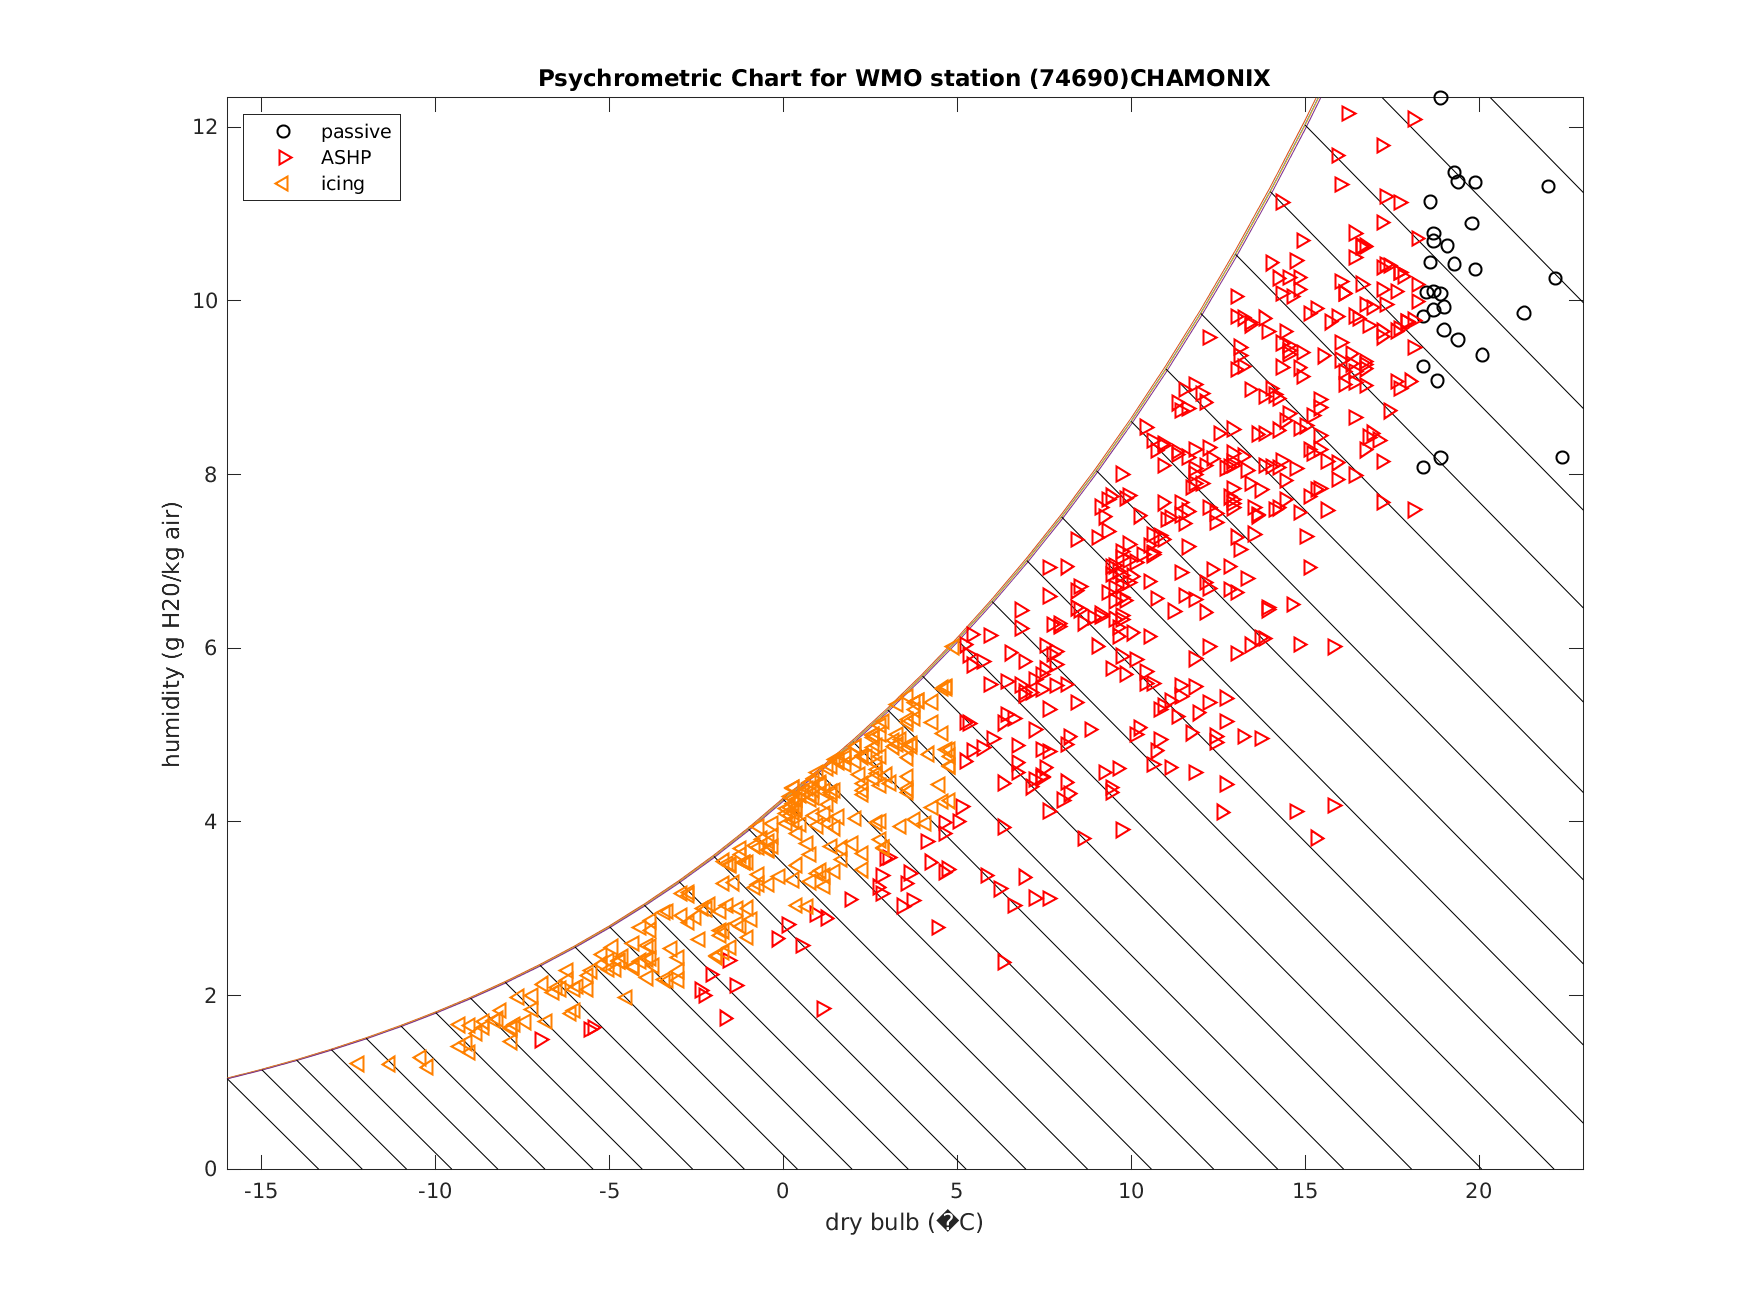 Psychrometric Chart for WMO station (74690)CHAMONIX
passive
ASHP
icing
humidity (g H20/kg air)
12
10
8
6
4
2
0
-15 -10 -5 0 5 10 15 20
dry bulb (�C)